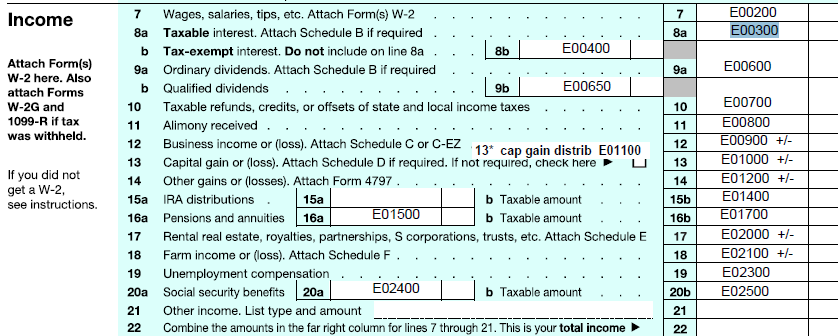 Income
Attach Form(s)
W-2 here. Also
attach Forms
W-2G and
1099-R if tax
was withheld.
If you did not
get a W-2,
see instructions.
7 Wages, salaries, tips, etc. Attach Form(s) W-2 . . . . . . . . . . . . 7 E00200
8a Taxable interest. Attach Schedule B if required . . . . . . . . . . . . 8a E00300
b Tax-exempt interest. Do not include on line 8a . . . 8b E00400
9a Ordinary dividends. Attach Schedule B if required . . . . . . . . . . . 9a E00600
b Qualified dividends . . . . . . . . . . . 9b E00650
10 Taxable refunds, credits, or offsets of state and local income taxes . . . . . . 10 E00700
11 Alimony received . . . . . . . . . . . . . . . . . . . . 11 E00800
12 Business income or (loss). Attach Schedule C or C-EZ 12 E00900 +/-
13* cap gain distrib E01100
13 Capital gain or (loss). Attach Schedule D if required. If not required, check here ▶ 13 E01000 +/-
14 Other gains or (losses). Attach Form 4797 . . . . . . . . . . . . . . 14 E01200 +/-
15a IRA distributions . 15a b Taxable amount . . . 15b E01400
16a Pensions and annuities 16a E01500 b Taxable amount . . . 16b E01700
17 Rental real estate, royalties, partnerships, S corporations, trusts, etc. Attach Schedule E 17 E02000 +/-
18 Farm income or (loss). Attach Schedule F . . . . . . . . . . . . . . 18 E02100 +/-
19 Unemployment compensation . . . . . . . . . . . . . . . . . 19 E02300
20a Social security benefits 20a E02400 b Taxable amount . . . 20b E02500
21 Other income. List type and amount 21
22 Combine the amounts in the far right column for lines 7 through 21. This is your total income ▶ 22